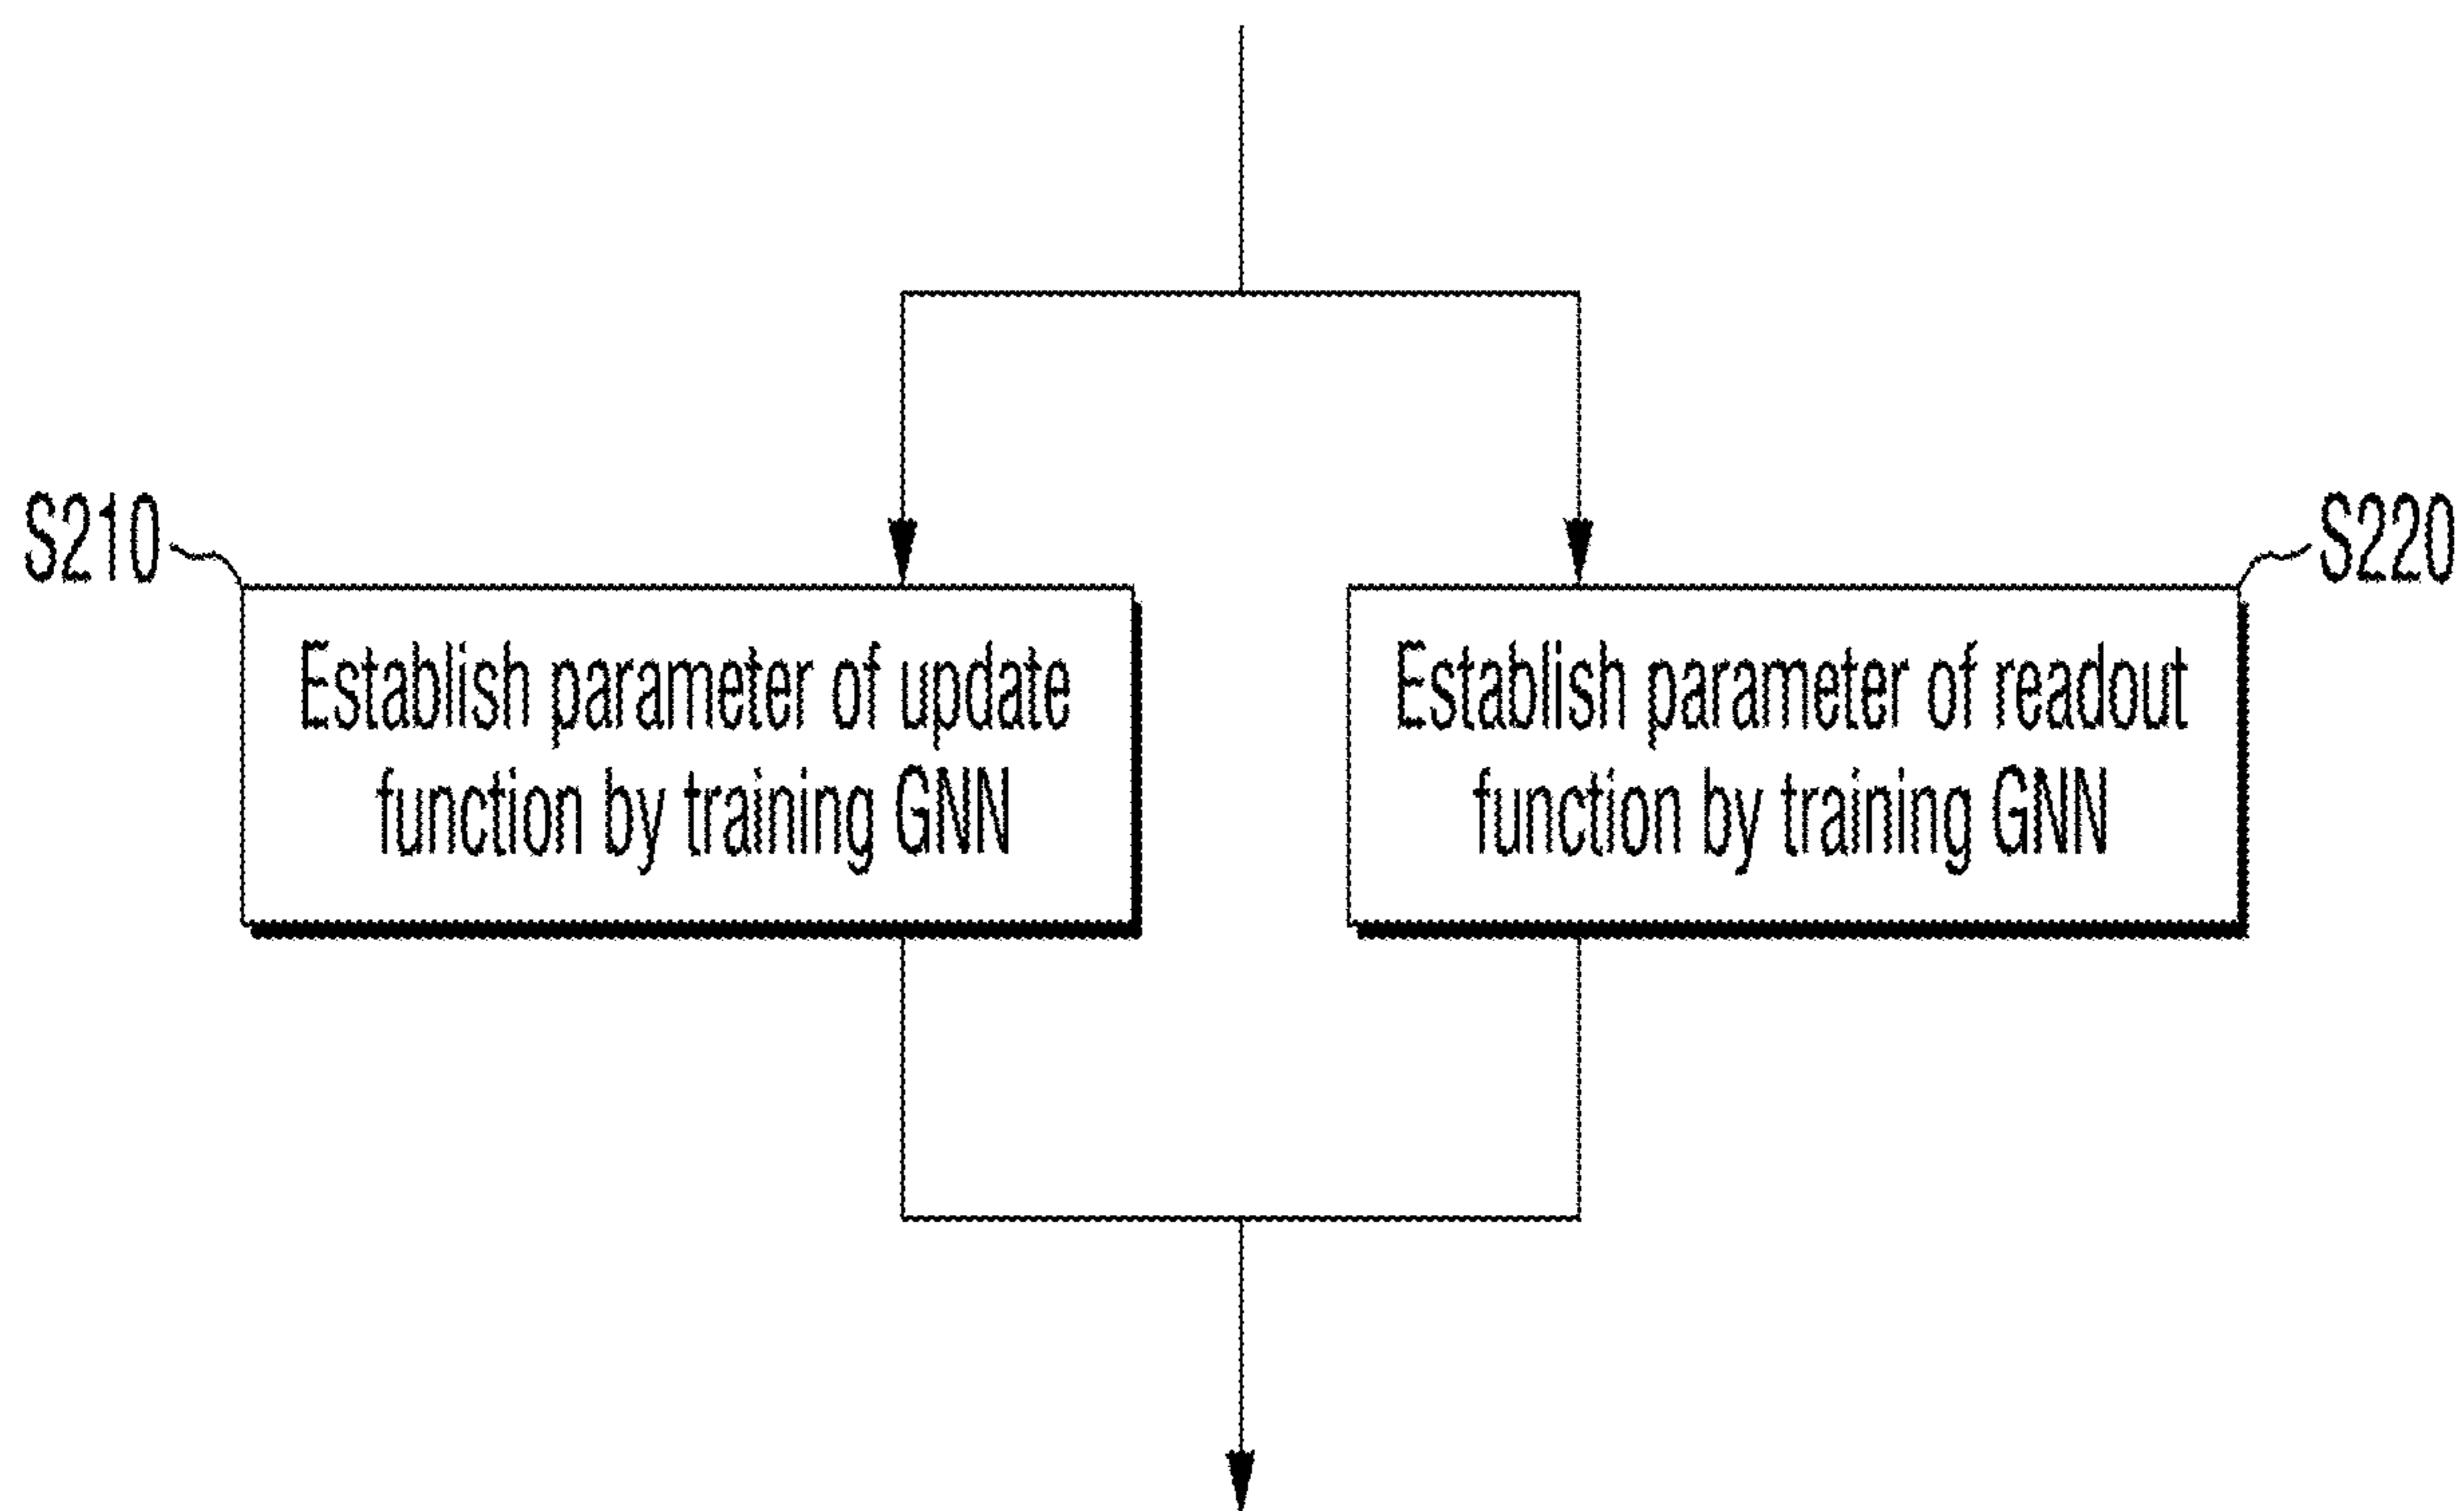 S210
Establish parameter of update
function by training GNN
S220
Establish parameter of readout
function by training GNN